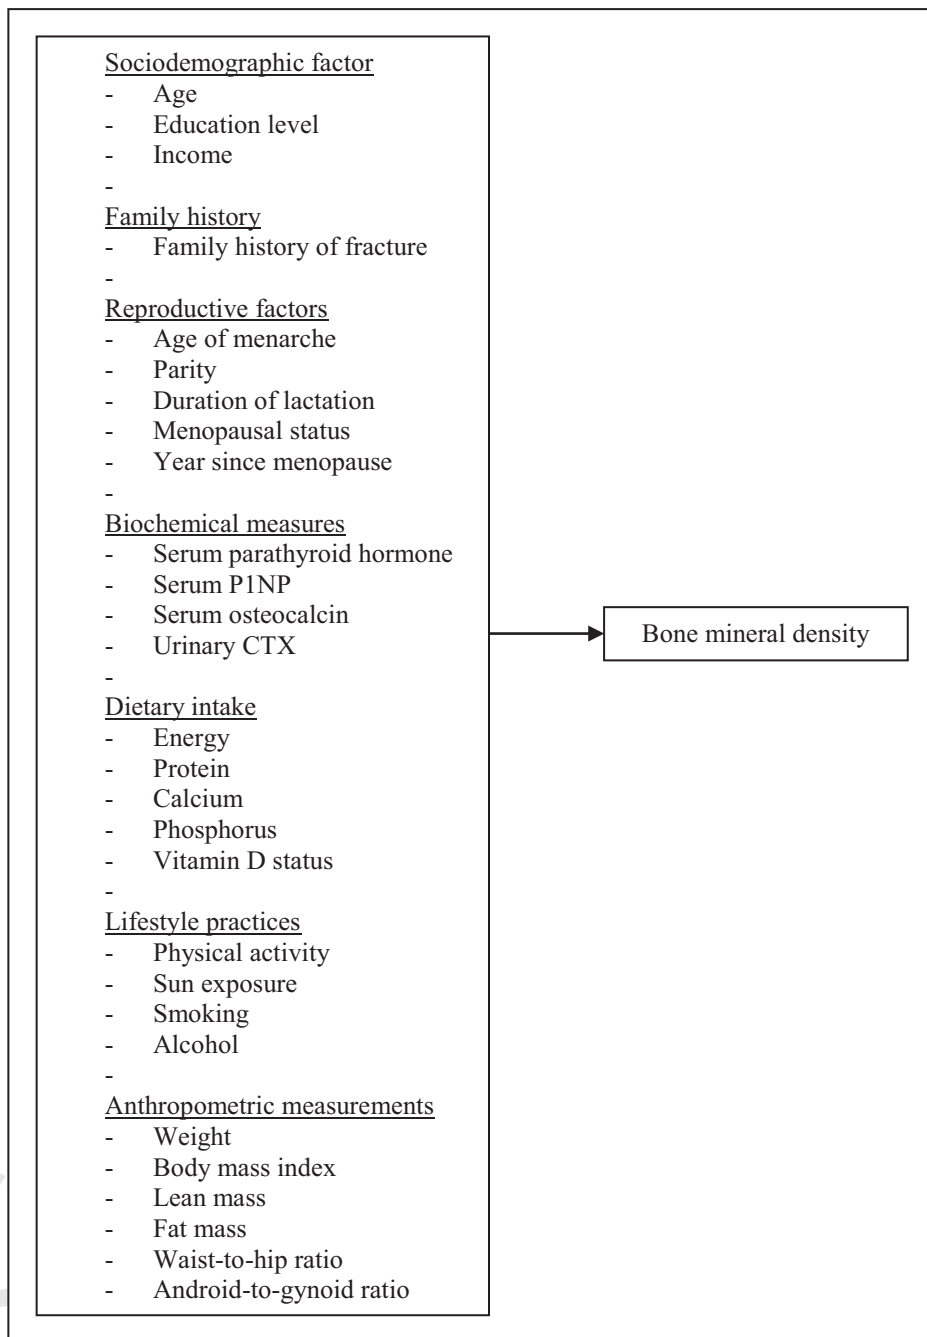 Sociodemographic factor
- Age
- Education level
- Income
-
Family history
- Family history of fracture
-
Reproductive factors
- Age of menarche
- Parity
- Duration of lactation
- Menopausal status
- Year since menopause
-
Biochemical measures
- Serum parathyroid hormone
- Serum P1NP
- Serum osteocalcin
- Urinary CTX
-
Dietary intake
- Energy
- Protein
- Calcium
- Phosphorus
- Vitamin D status
-
Lifestyle practices
- Physical activity
- Sun exposure
- Smoking
- Alcohol
-
Anthropometric measurements
- Weight
- Body mass index
- Lean mass
- Fat mass
- Waist-to-hip ratio
- Android-to-gynoid ratio
Bone mineral density